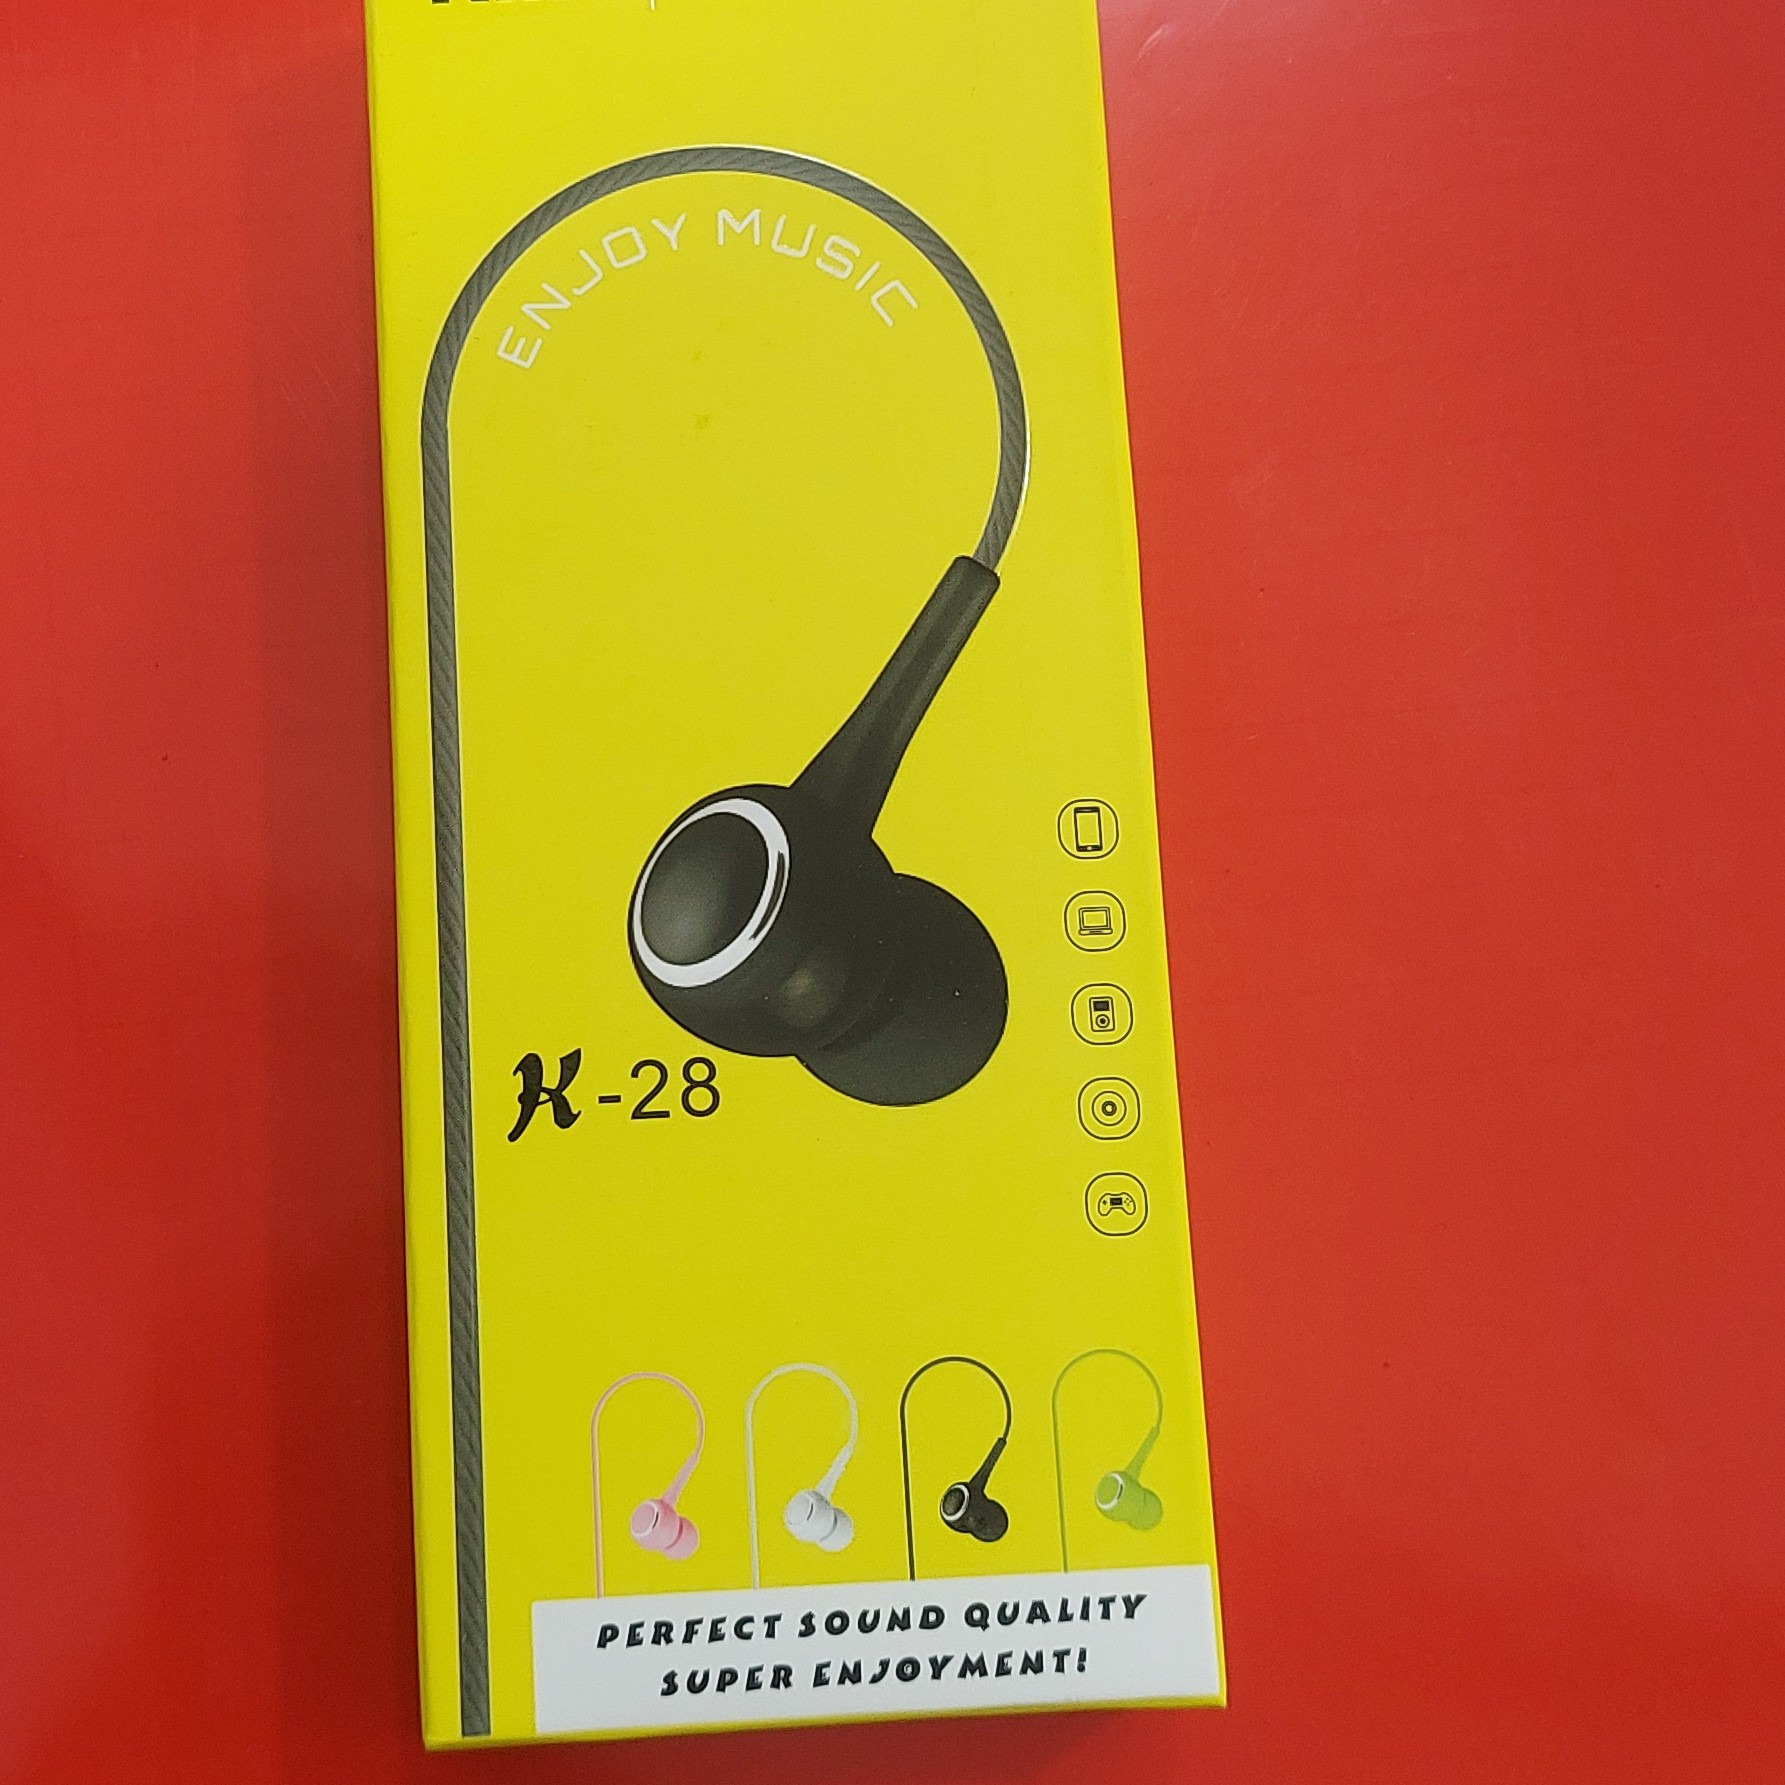 ENJOY MUSIC
K-28
PERFECT SOUND QUALITY
SUPER ENJOYMENT!